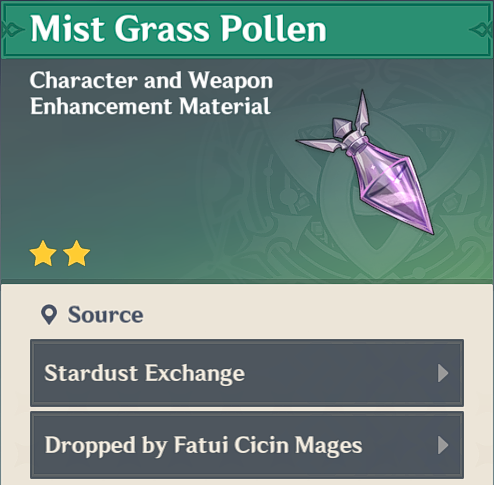 Mist Grass Pollen
Character and Weapon
Enhancement Material
Source
Stardust Exchange
Dropped by Fatui Cicin Mages